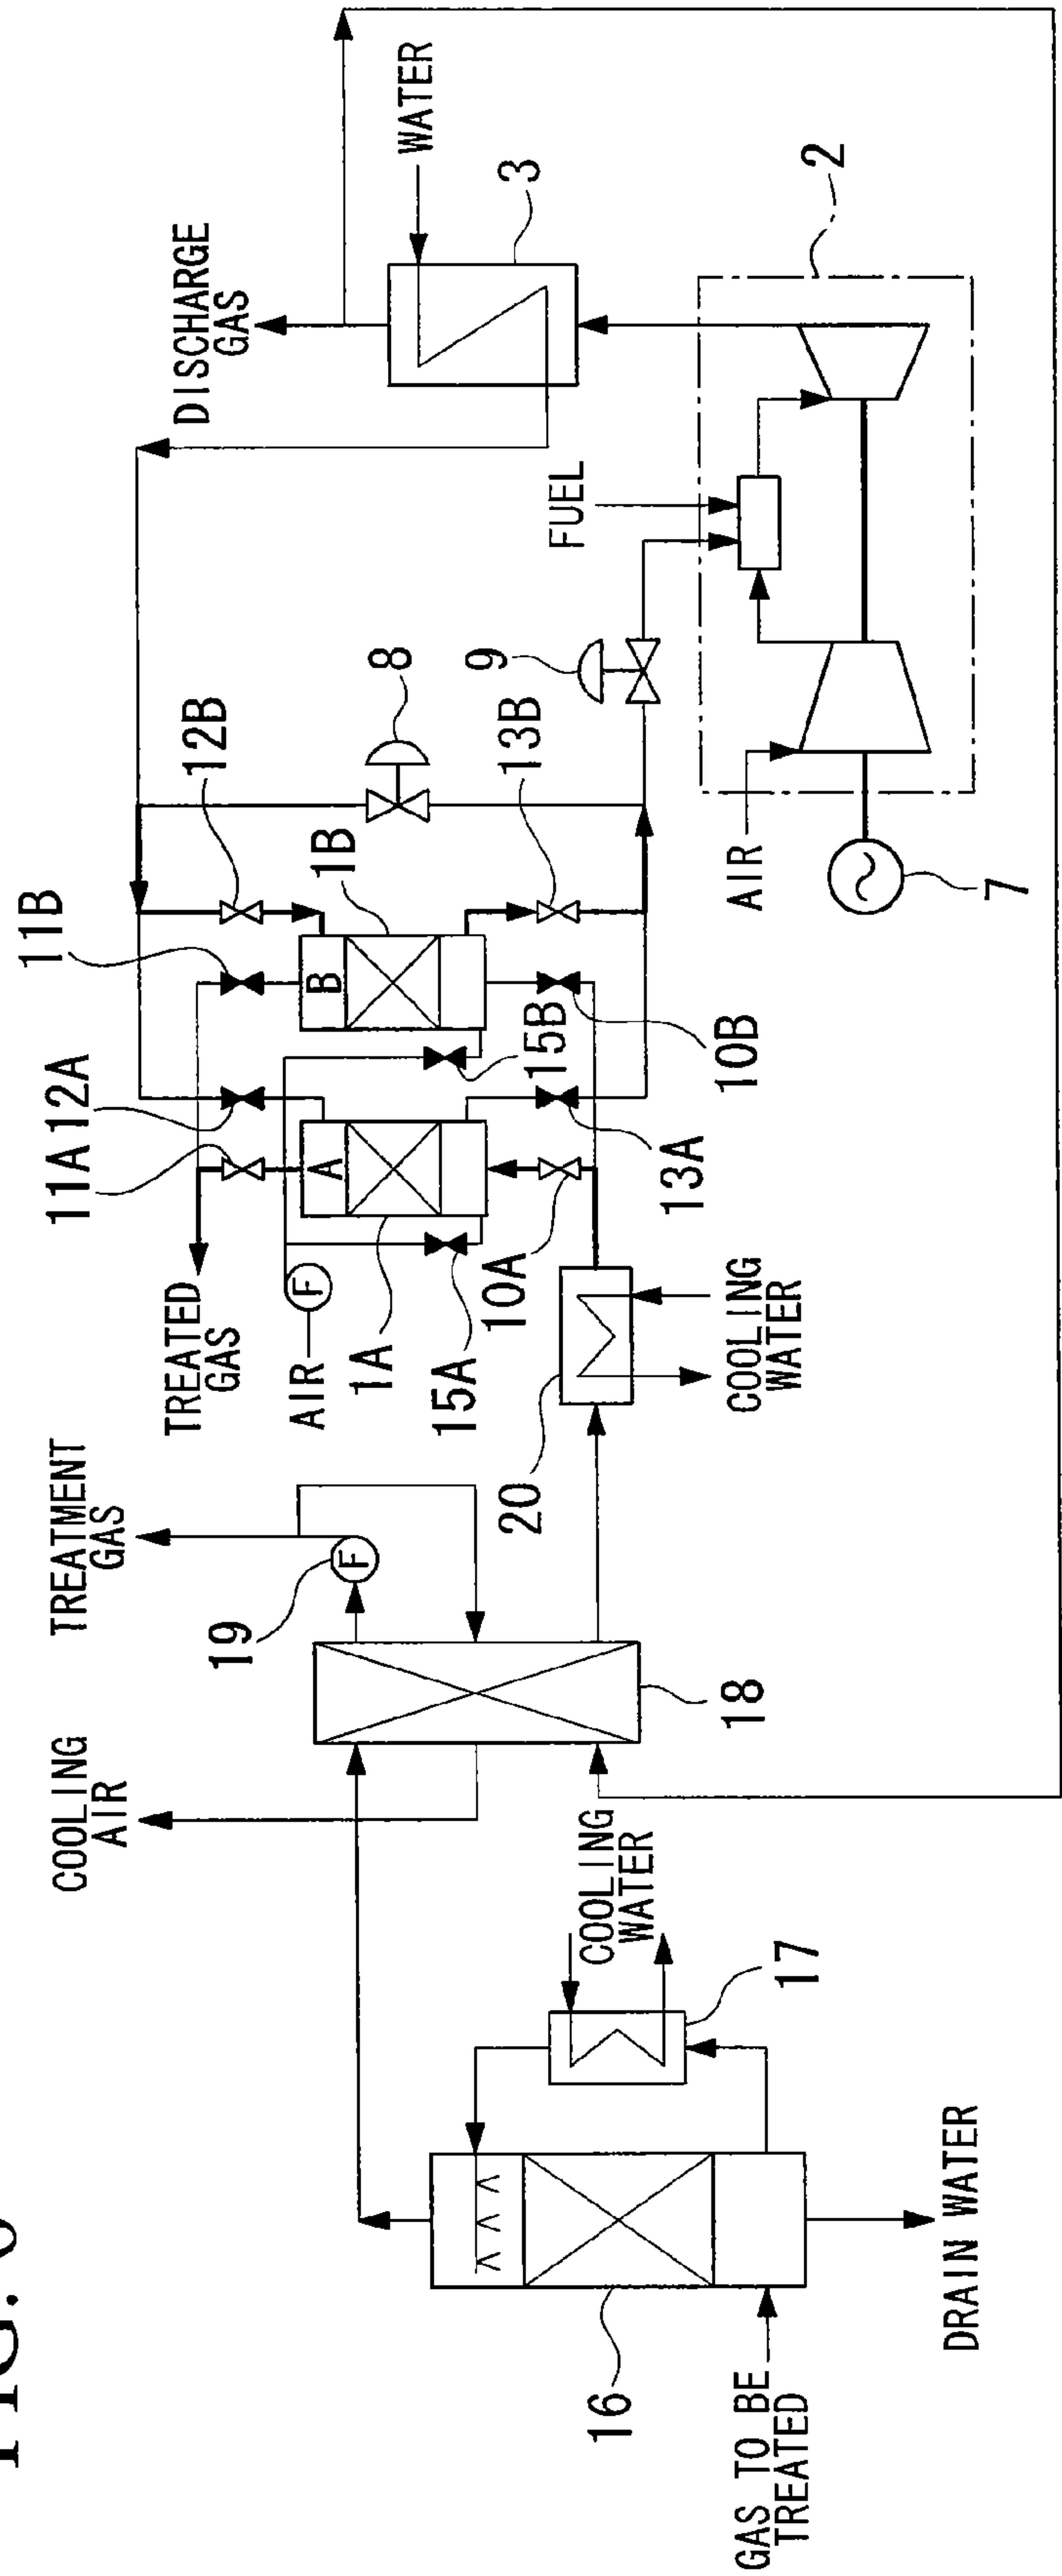 FIG. 6
GAS TO BE
TREATED
16
DRAIN WATER
17
COOLING
WATER
COOLING
AIR
18
19
F
TREATMENT
GAS
20
COOLING
WATER
TREATED
GAS
AIR
F
1A
15A
10A
A
11A
12A
13A
B
1B
11B
12B
15B
10B
13B
8
9
FUEL
AIR
7
2
3
WATER
DISCHARGE
GAS